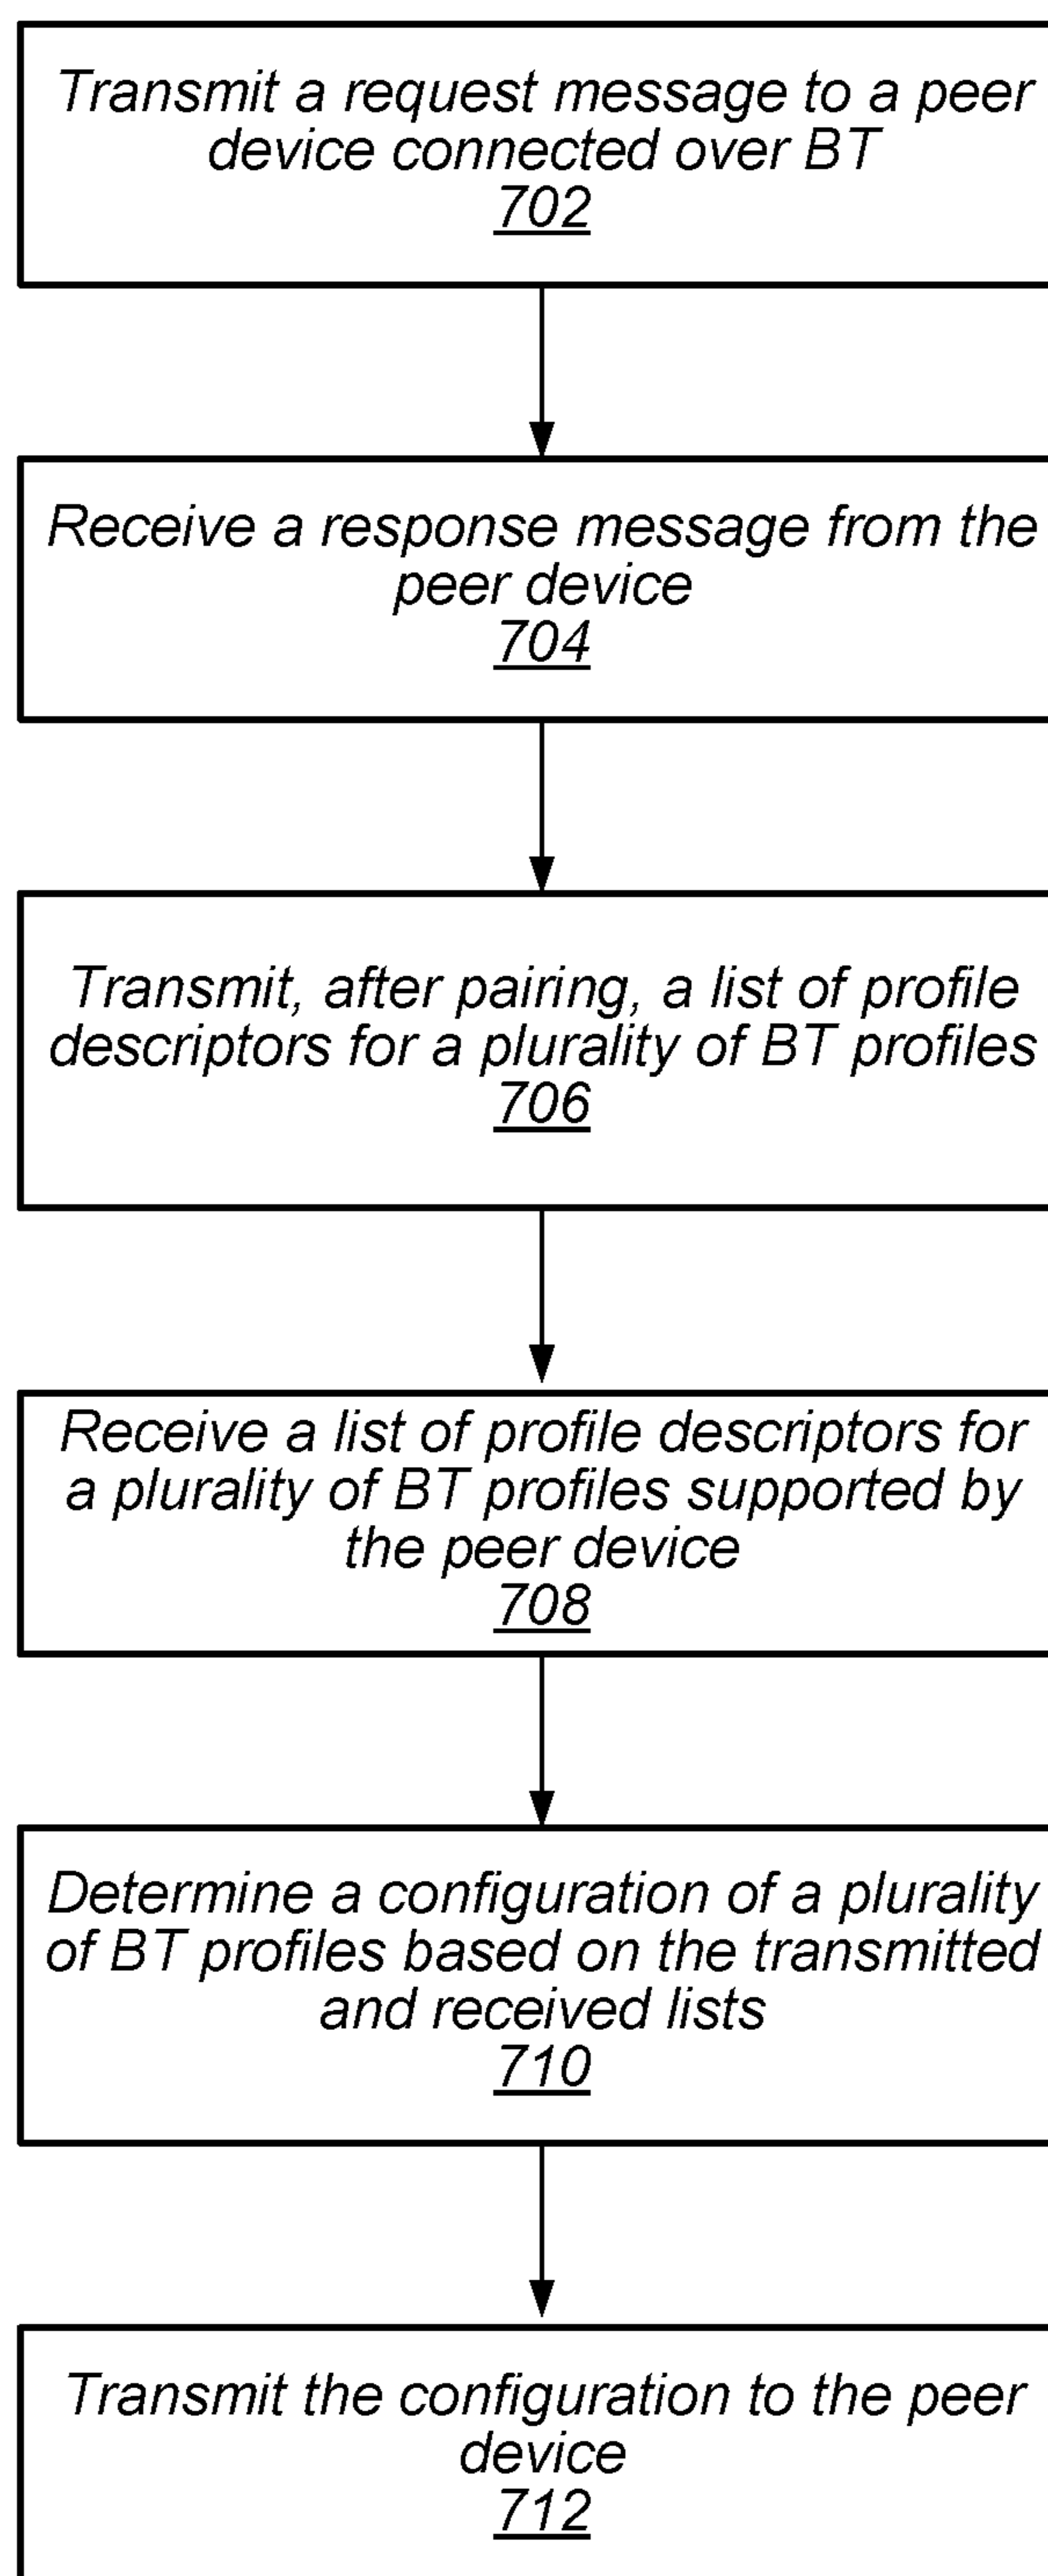 Transmit a request message to a peer
device connected over BT
702
Receive a response message from the
peer device
704
Transmit, after pairing, a list of profile
descriptors for a plurality of BT profiles
706
Receive a list of profile descriptors for
a plurality of BT profiles supported by
the peer device
708
Determine a configuration of a plurality
of BT profiles based on the transmitted
and received lists
710
Transmit the configuration to the peer
device
712